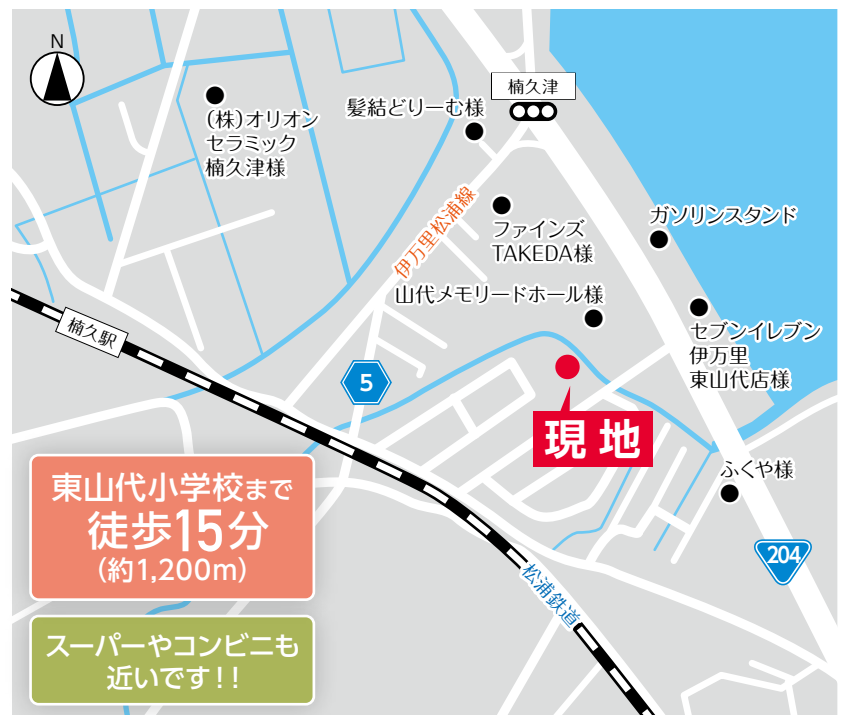 N
楠久津
髪結どりーむ様
(株)オリオン
セラミック
楠久津様
伊万里松浦線
ファインズ
TAKEDA様
ガソリンスタンド
山代メモリードホール様
セブンイレブン
伊万里
東山代店様
楠久駅
5
現地
ふくや様
204
松浦鉄道
東山代小学校まで
徒歩15分
(約1,200m)
スーパーやコンビニも
近いです!!